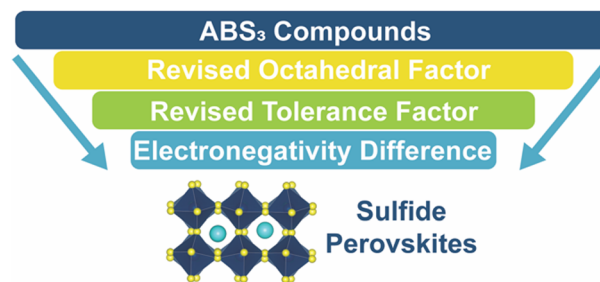 ABS₃ Compounds
Revised Octahedral Factor
Revised Tolerance Factor
Electronegativity Difference
Sulfide
Perovskites